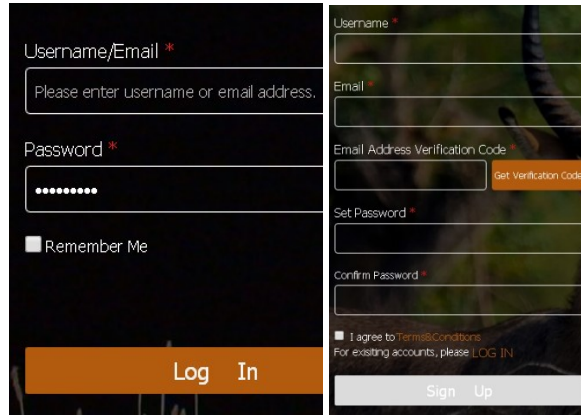 Username/Email *
Please enter username or email address.
Password *
Remember Me
Log In
Username *
Email *
Email Address Verification Code *
Get Verification Code
Set Password *
Confirm Password *
I agree to Terms&Conditions
For exisiting accounts, please LOG IN
Sign Up